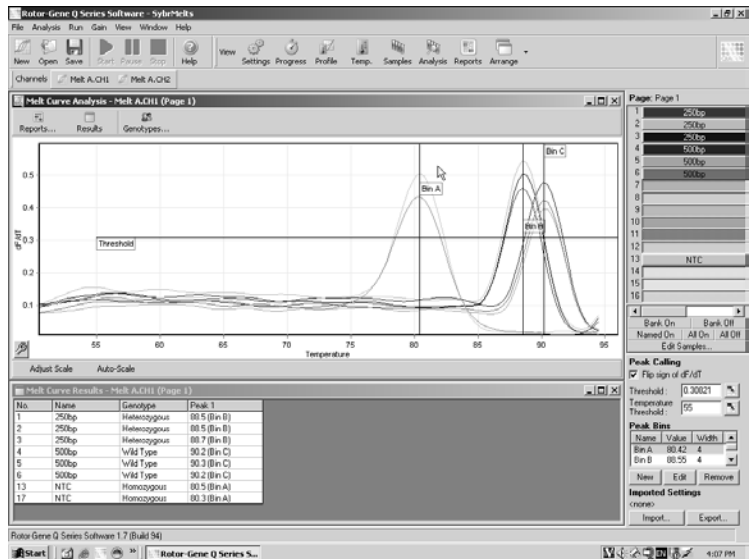 Rotor-Gene Q Series Software - SybrMelts
File Analysis Run Gain View Window Help
New Open Save Start Pause Stop Help View Settings Progress Profile Temp. Samples Analysis Reports Arrange
Channels Melt A.CH1 Melt A.CH2
Melt Curve Analysis - Melt A.CH1 (Page 1)
Reports... Results Genotypes...
dF/dT
0.5
0.4
0.3
0.2
0.1
Bin A
Bin B
Bin C
Threshold
55 65 70 75 80 85 90 95
Temperature
Adjust Scale Auto-Scale
Melt Curve Results - Melt A.CH1 (Page 1)
No. Name Genotype Peak 1
1 250bp Heterozygous 88.5 (Bin B)
2 250bp Heterozygous 88.5 (Bin B)
3 250bp Heterozygous 88.7 (Bin B)
4 500bp Wild Type 90.2 (Bin C)
5 500bp Wild Type 90.3 (Bin C)
6 500bp Wild Type 90.2 (Bin C)
13 NTC Homozygous 80.5 (Bin A)
17 NTC Homozygous 80.3 (Bin A)
Page: Page 1
1 250bp
2 250bp
3 250bp
4 500bp
5 500bp
6 500bp
7
8
9
10
11
12
13 NTC
14
15
16
Bank On Bank Off
Named On All On All Off
Edit Samples...
Peak Calling
Flip sign of dF/dT
Threshold : 0.30821
Temperature Threshold : 55
Peak Bins
Name Value Width
Bin A 80.42 4
Bin B 88.55 4
New Edit Remove
Imported Settings
<none>
Import... Export...
Rotor-Gene Q Series Software 1.7 (Build 94)
Start Rotor-Gene Q Series S... EN 4:07 PM